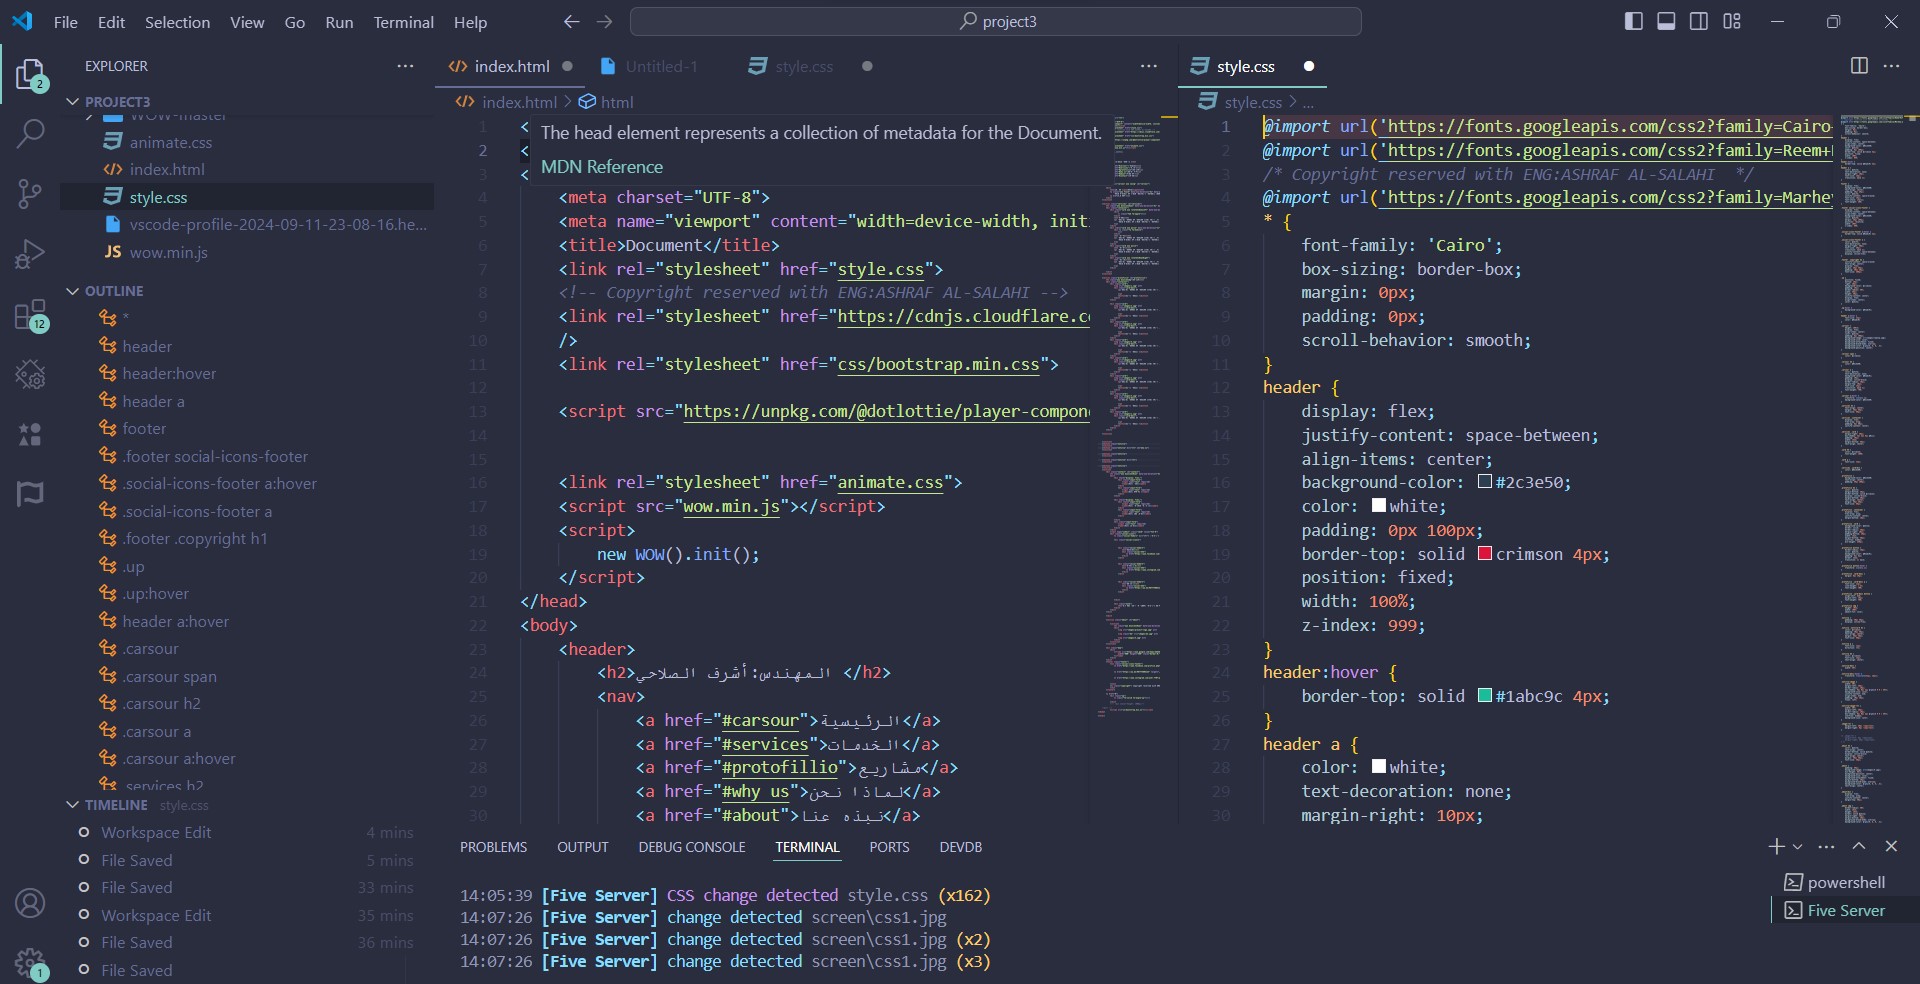 File Edit Selection View Go Run Terminal Help
project3
EXPLORER
PROJECT3
WOW-master
animate.css
index.html
style.css
vscode-profile-2024-09-11-23-08-16.he...
wow.min.js
OUTLINE
*
header
header:hover
header a
footer
.footer social-icons-footer
.social-icons-footer a:hover
.social-icons-footer a
.footer .copyright h1
.up
.up:hover
header a:hover
.carsour
.carsour span
.carsour h2
.carsour a
.carsour a:hover
.services h2
TIMELINE style.css
Workspace Edit 4 mins
File Saved 5 mins
File Saved 33 mins
Workspace Edit 35 mins
File Saved 36 mins
File Saved
2
12
1
index.html
Untitled-1
style.css
index.html > html
The head element represents a collection of metadata for the Document.
MDN Reference
1 <
2 <
3 <
4 <meta charset="UTF-8">
5 <meta name="viewport" content="width=device-width, init
6 <title>Document</title>
7 <link rel="stylesheet" href="style.css">
8 <!-- Copyright reserved with ENG:ASHRAF AL-SALAHI -->
9 <link rel="stylesheet" href="https://cdnjs.cloudflare.c
10 />
11 <link rel="stylesheet" href="css/bootstrap.min.css">
12
13 <script src="https://unpkg.com/@dotlottie/player-compon
14
15
16 <link rel="stylesheet" href="animate.css">
17 <script src="wow.min.js"></script>
18 <script>
19 new WOW().init();
20 </script>
21 </head>
22 <body>
23 <header>
24 <h2>المهندس:أشرف الصلاحي </h2>
25 <nav>
26 <a href="#carsour">الرئيسية</a>
27 <a href="#services">الخدمات</a>
28 <a href="#protofillio">مشاريع</a>
29 <a href="#why us">لماذا نحن</a>
30 <a href="#about">نبذه عنا</a>
style.css
style.css > ...
1 @import url('https://fonts.googleapis.com/css2?family=Cairo
2 @import url('https://fonts.googleapis.com/css2?family=Reem+
3 /* Copyright reserved with ENG:ASHRAF AL-SALAHI */
4 @import url('https://fonts.googleapis.com/css2?family=Marhey
5 * {
6 font-family: 'Cairo';
7 box-sizing: border-box;
8 margin: 0px;
9 padding: 0px;
10 scroll-behavior: smooth;
11 }
12 header {
13 display: flex;
14 justify-content: space-between;
15 align-items: center;
16 background-color: #2c3e50;
17 color: white;
18 padding: 0px 100px;
19 border-top: solid crimson 4px;
20 position: fixed;
21 width: 100%;
22 z-index: 999;
23 }
24 header:hover {
25 border-top: solid #1abc9c 4px;
26 }
27 header a {
28 color: white;
29 text-decoration: none;
30 margin-right: 10px;
PROBLEMS OUTPUT DEBUG CONSOLE TERMINAL PORTS DEVDB
14:05:39 [Five Server] CSS change detected style.css (x162)
14:07:26 [Five Server] change detected screen\css1.jpg
14:07:26 [Five Server] change detected screen\css1.jpg (x2)
14:07:26 [Five Server] change detected screen\css1.jpg (x3)
powershell
Five Server